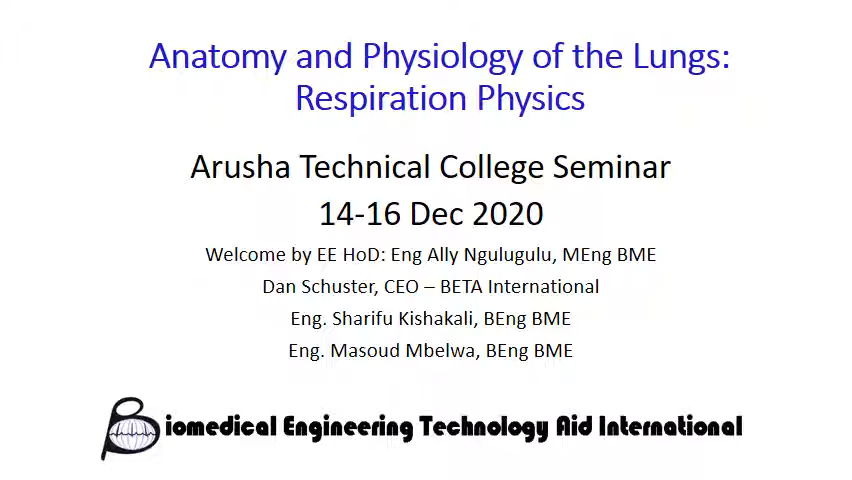 Anatomy and Physiology of the Lungs:
Respiration Physics
Arusha Technical College Seminar
14-16 Dec 2020
Welcome by EE HoD: Eng Ally Ngulugulu, MEng BME
Dan Schuster, CEO – BETA International
Eng. Sharifu Kishakali, BEng BME
Eng. Masoud Mbelwa, BEng BME
Biomedical Engineering Technology Aid International